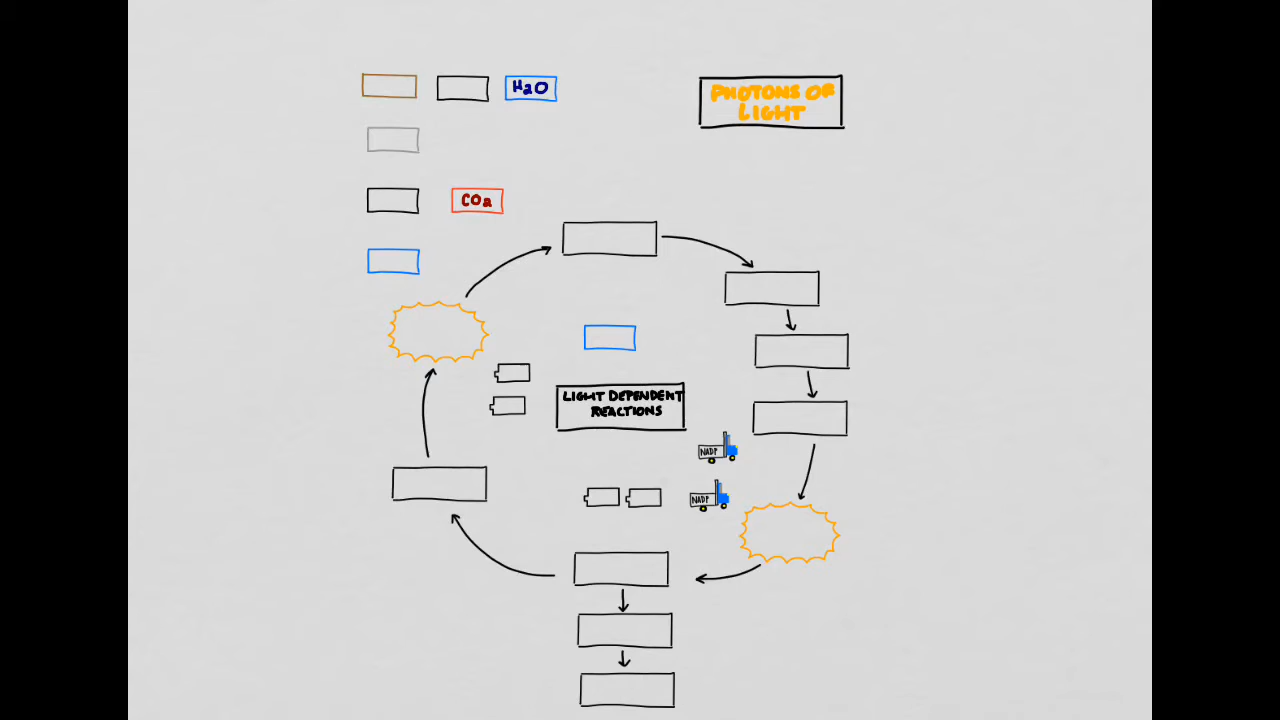 H2O
PHOTONS OF
LIGHT
CO2
LIGHT DEPENDENT
REACTIONS
NADP
NADP